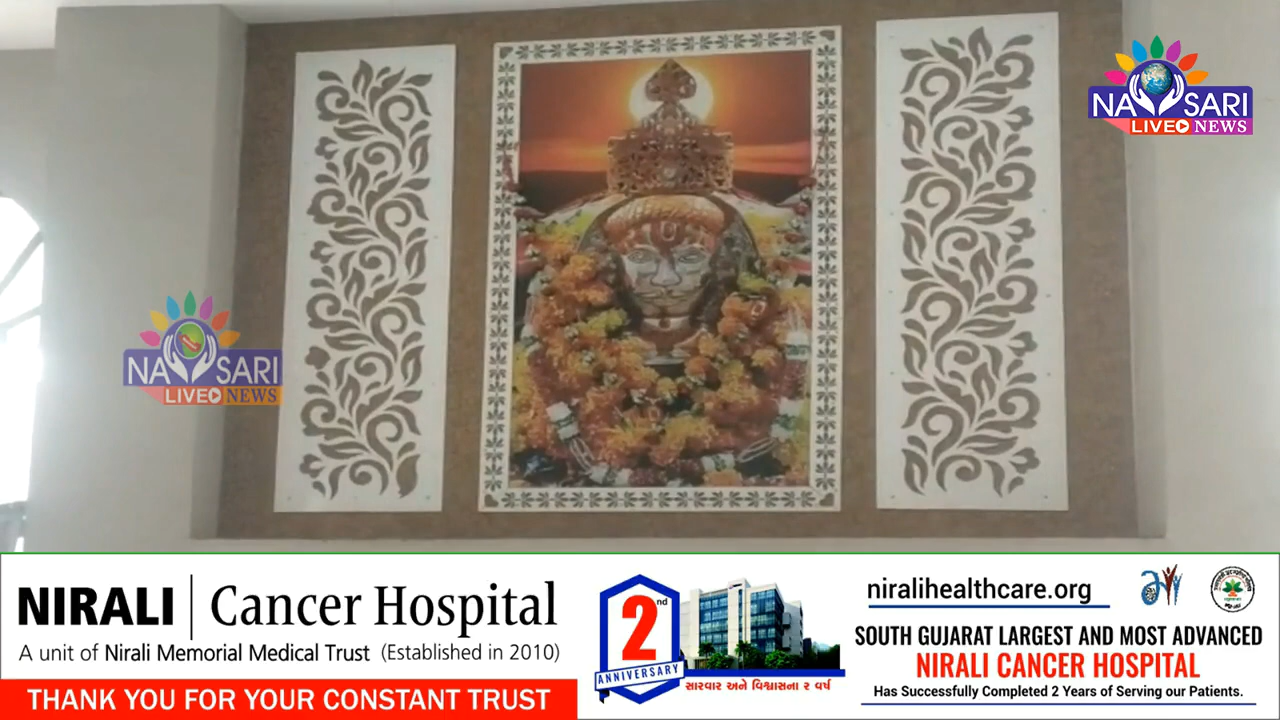 NAVSARI
LIVE NEWS
NAVSARI
LIVE NEWS
NIRALI Cancer Hospital
A unit of Nirali Memorial Medical Trust (Established in 2010)
THANK YOU FOR YOUR CONSTANT TRUST
2nd
ANNIVERSARY
સારવાર અને વિશ્વાસના ૨ વર્ષ
niralihealthcare.org
SOUTH GUJARAT LARGEST AND MOST ADVANCED
NIRALI CANCER HOSPITAL
Has Successfully Completed 2 Years of Serving our Patients.